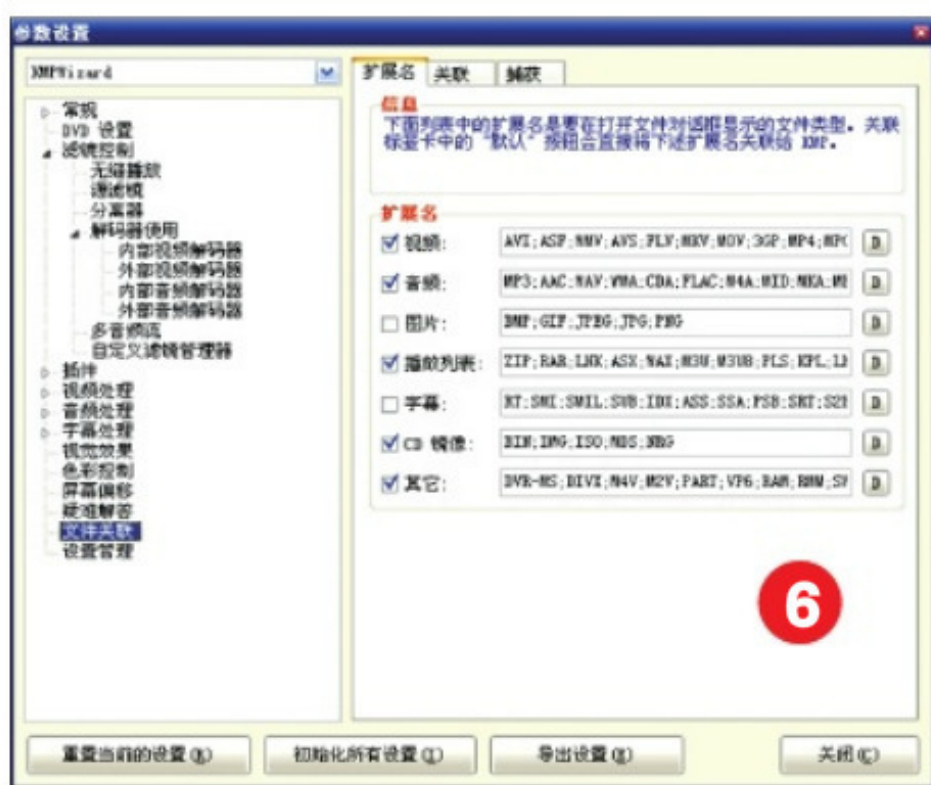 参数设置
KMPWizard
常规
DVD 设置
滤镜控制
无缝播放
源滤镜
分离器
解码器使用
内部视频解码器
外部视频解码器
内部音频解码器
外部音频解码器
多音频流
自定义滤镜管理器
插件
视频处理
音频处理
字幕处理
视觉效果
色彩控制
屏幕偏移
疑难解答
文件关联
设置管理
扩展名 关联 捕获
信息
下面列表中的扩展名是要在打开文件对话框显示的文件类型。关联
标签卡中的 "默认" 按钮会直接将下述扩展名关联给 KMP。
扩展名
视频: AVI;ASF;WMV;AVS;FLV;MKV;MOV;3GP;MP4;MPG D
音频: MP3;AAC;WAV;WMA;CDA;FLAC;M4A;MID;MKA D
图片: BMP;GIF;JPEG;JPG;PNG D
播放列表: ZIP;RAR;LNK;ASX;WAX;M3U;M3U8;PLS;KPL D
字幕: RT;SMI;SMIL;SUB;IDX;ASS;SSA;PSB;SRT D
CD 镜像: BIN;IMG;ISO;MDS;NRG D
其它: DVR-MS;DIVX;M4V;M2V;PART;VP6;RAM D
6
重置当前的设置(R) 初始化所有设置(I) 导出设置 关闭(C)